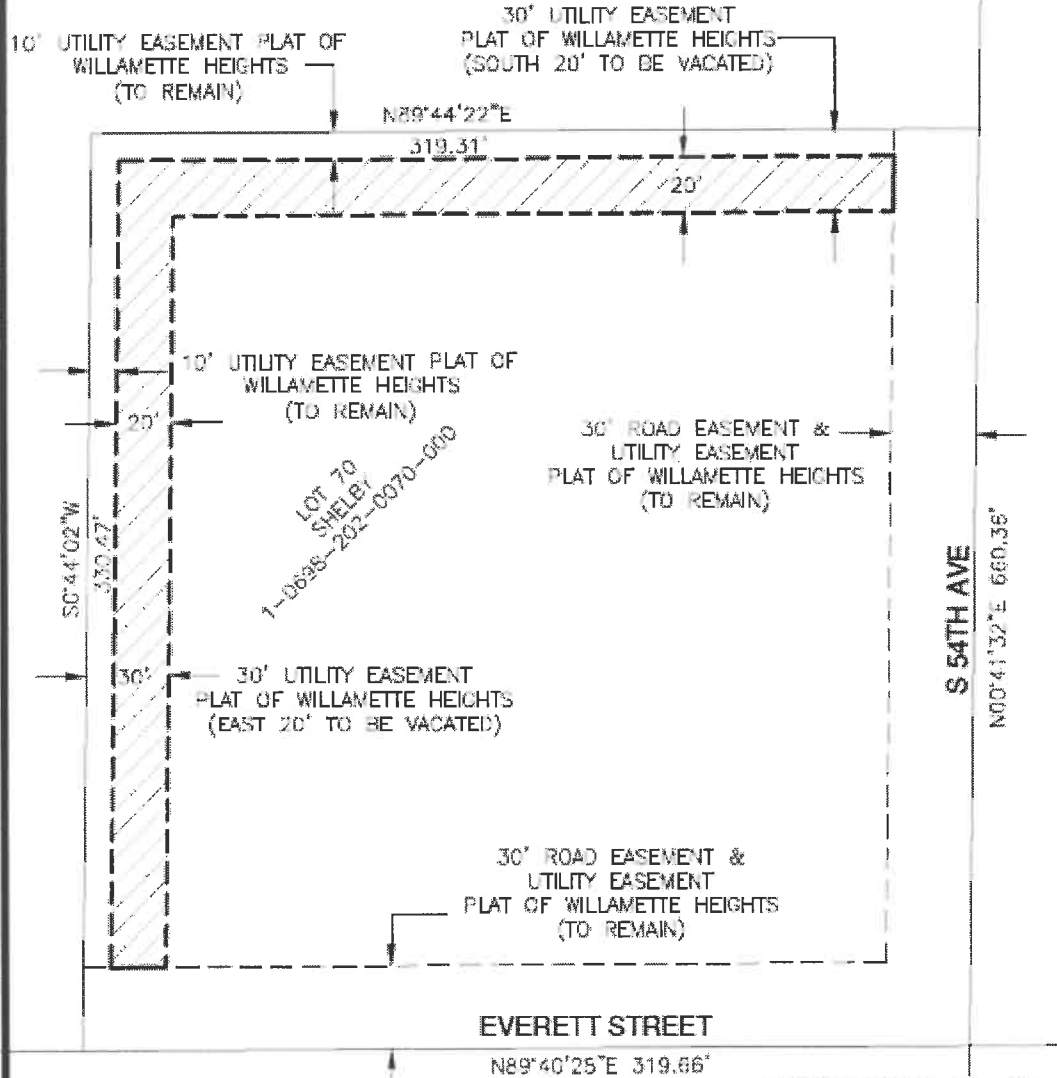 10' UTILITY EASEMENT PLAT OF
WILLAMETTE HEIGHTS
(TO REMAIN)
30' UTILITY EASEMENT
PLAT OF WILLAMETTE HEIGHTS
(SOUTH 20' TO BE VACATED)
N89°44'22"E
319.31'
20'
10' UTILITY EASEMENT PLAT OF
WILLAMETTE HEIGHTS
(TO REMAIN)
20'
30' ROAD EASEMENT &
UTILITY EASEMENT
PLAT OF WILLAMETTE HEIGHTS
(TO REMAIN)
LOT 70
SHELBY
1-0698-202-0070-000
S0°44'02"W
330.47'
S 54TH AVE
N00°41'32"E 660.36'
30'
30' UTILITY EASEMENT
PLAT OF WILLAMETTE HEIGHTS
(EAST 20' TO BE VACATED)
30' ROAD EASEMENT &
UTILITY EASEMENT
PLAT OF WILLAMETTE HEIGHTS
(TO REMAIN)
EVERETT STREET
N89°40'25"E 319.66'